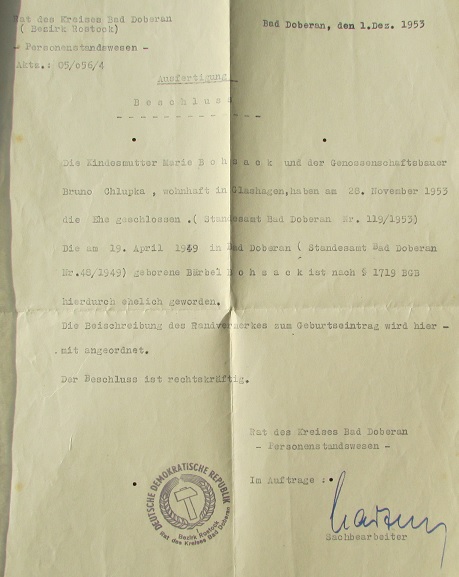 Rat des Kreises Bad Doberan
( Bezirk Rostock)
- Personenstandswesen -
Akta.: 05/o56/4
Bad Doberan, den 1.Dez. 1953
Ausfertigung
B e s c h l u s s
Die Kindesmutter Marie B o h s a c k und der Genossenschaftsbauer
Bruno Chlupka , wohnhaft in Glashagen,haben am 28. November 1953
die Ehe geschlossen .( Standesamt Bad Doberan Nr. 119/1953)
Die am 19. April 1949 in Bad Doberan ( Standesamt Bad Doberan
Nr.48/1949) geborene Bärbel B o h s a c k ist nach § 1719 BGB
hierdurch ehelich geworden.
Die Beischreibung des Randvermerkes zum Geburtseintrag wird hier -
mit angeordnet.
Der Beschluss ist rechtskräftig.
Rat des Kreises Bad Doberan
- Personenstandswesen -
Im Auftrage :
Sachbearbeiter
DEUTSCHE DEMOKRATISCHE REPUBLIK
Bezirk Rostock
Rat des Kreises Bad Doberan